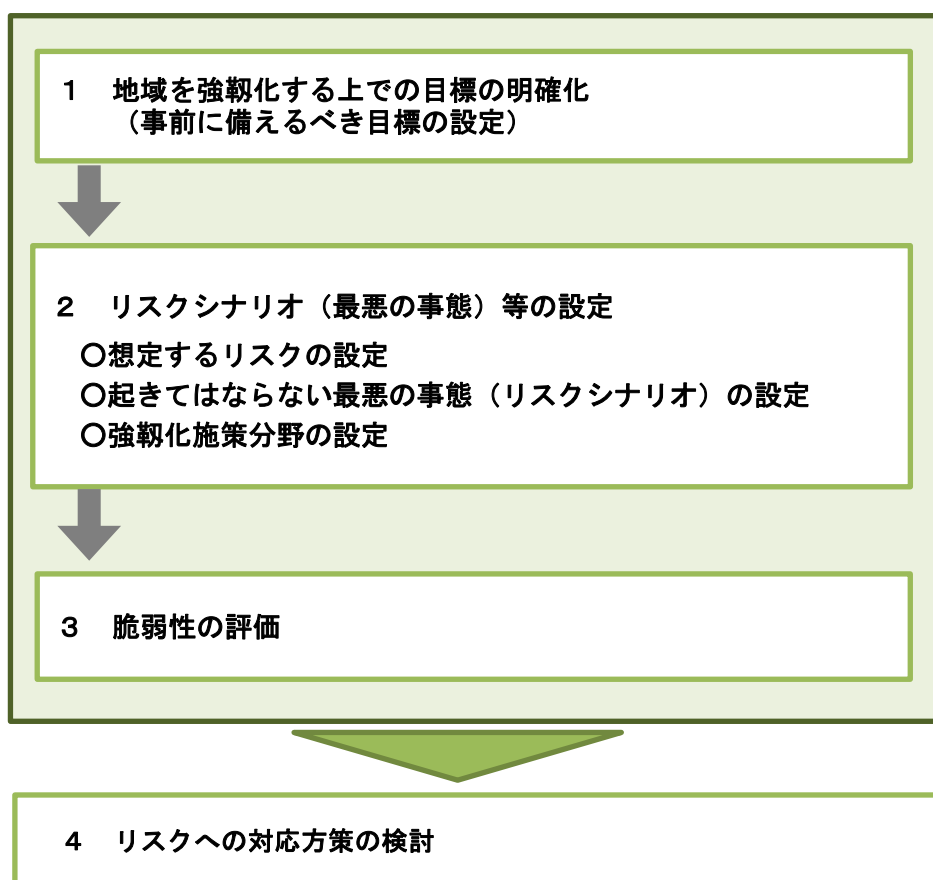 １　地域を強靱化する上での目標の明確化
（事前に備えるべき目標の設定）
２　リスクシナリオ（最悪の事態）等の設定
〇想定するリスクの設定
〇起きてはならない最悪の事態（リスクシナリオ）の設定
〇強靱化施策分野の設定
３　脆弱性の評価
４　リスクへの対応方策の検討